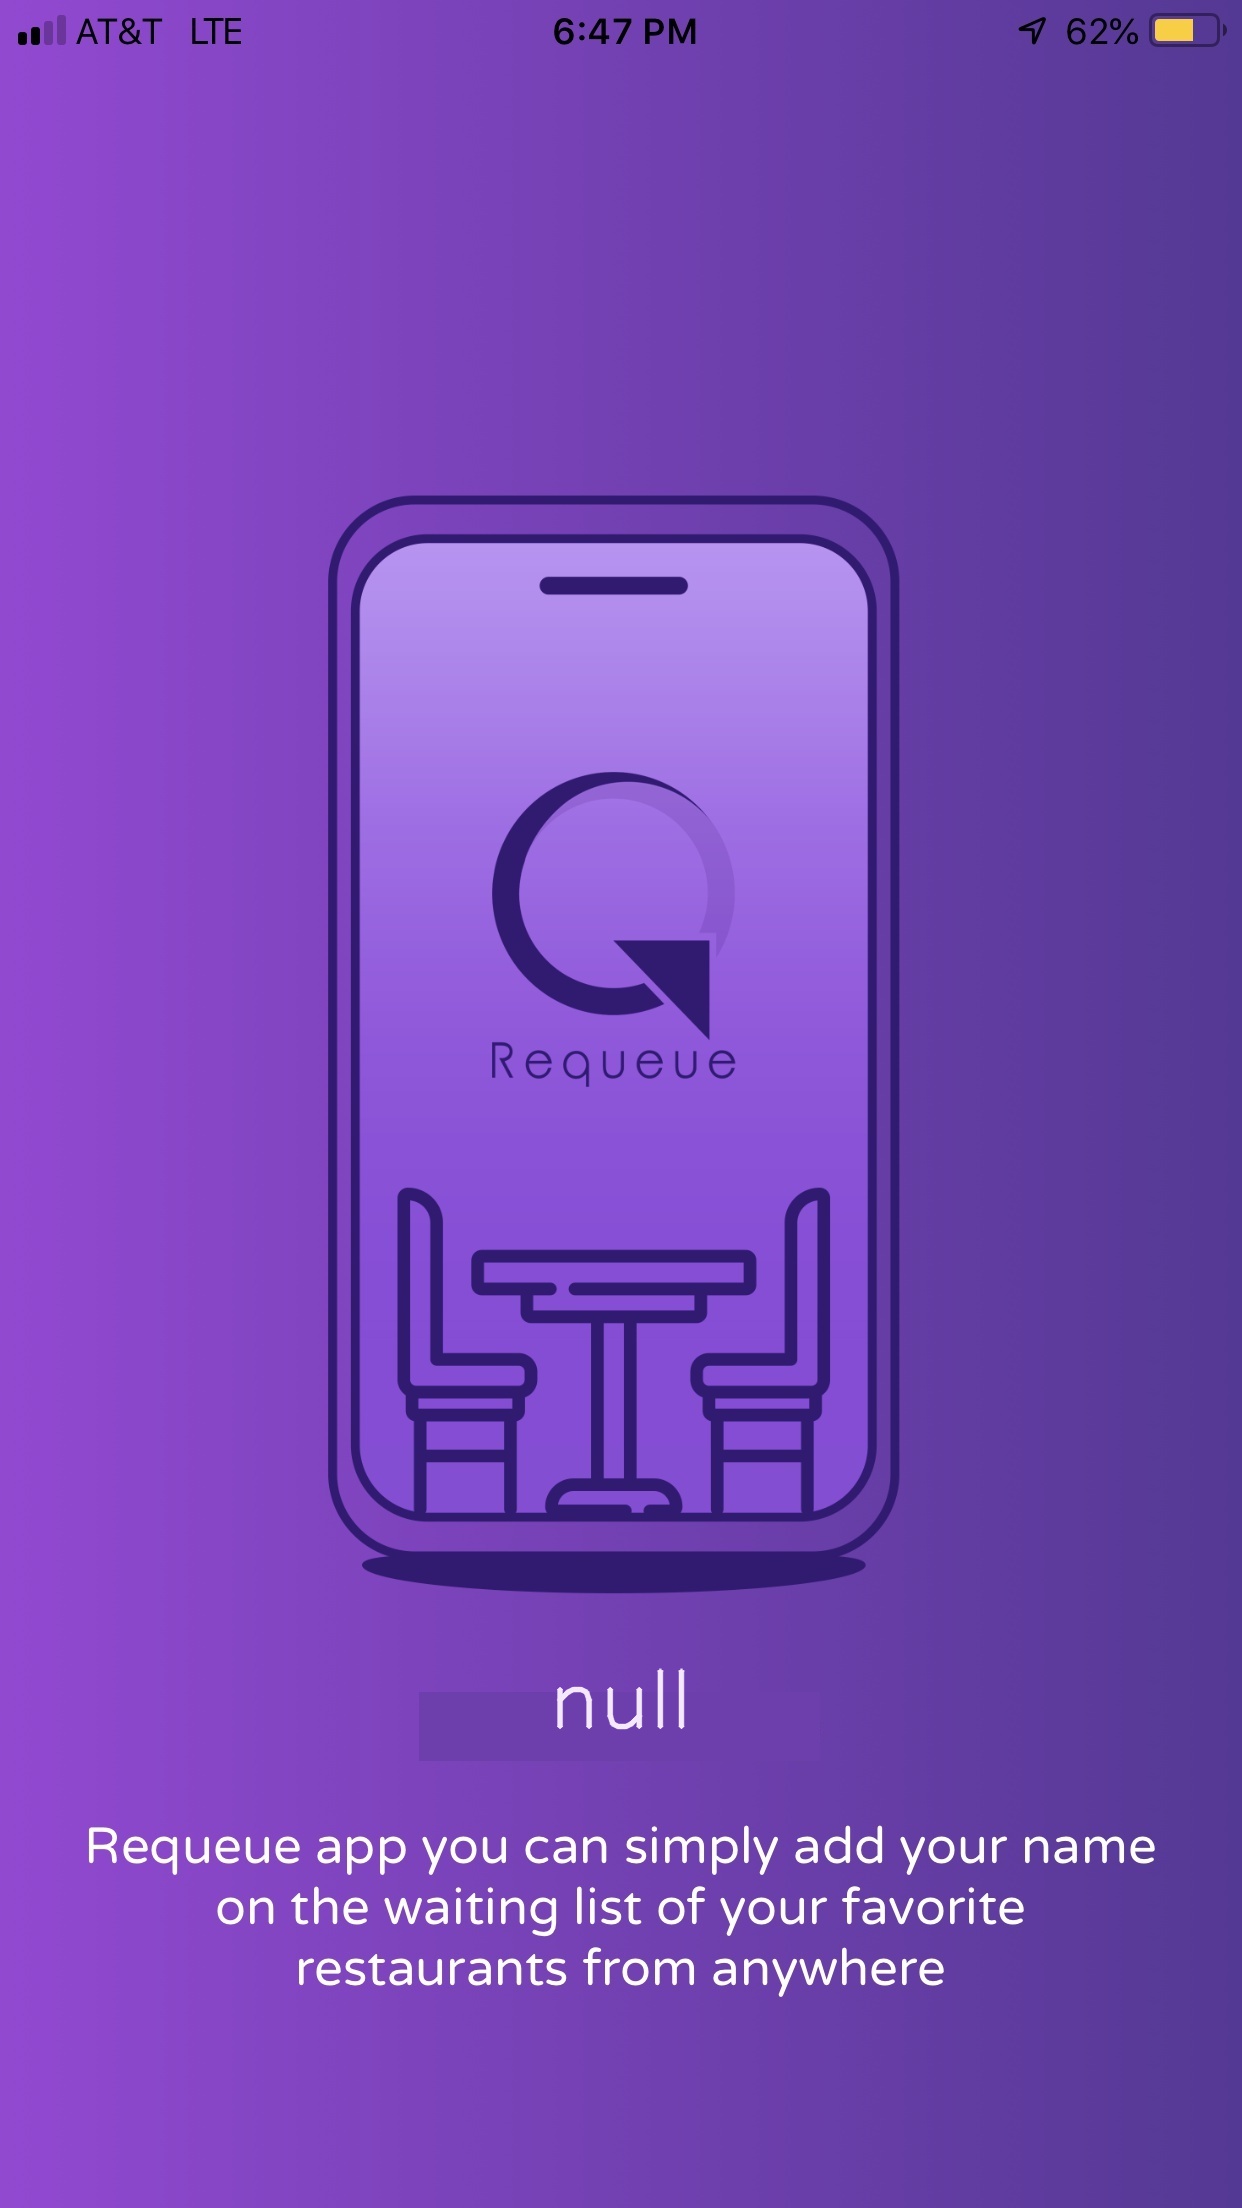 AT&T LTE 6:47 PM 62%
Requeue
null
Requeue app you can simply add your name
on the waiting list of your favorite
restaurants from anywhere